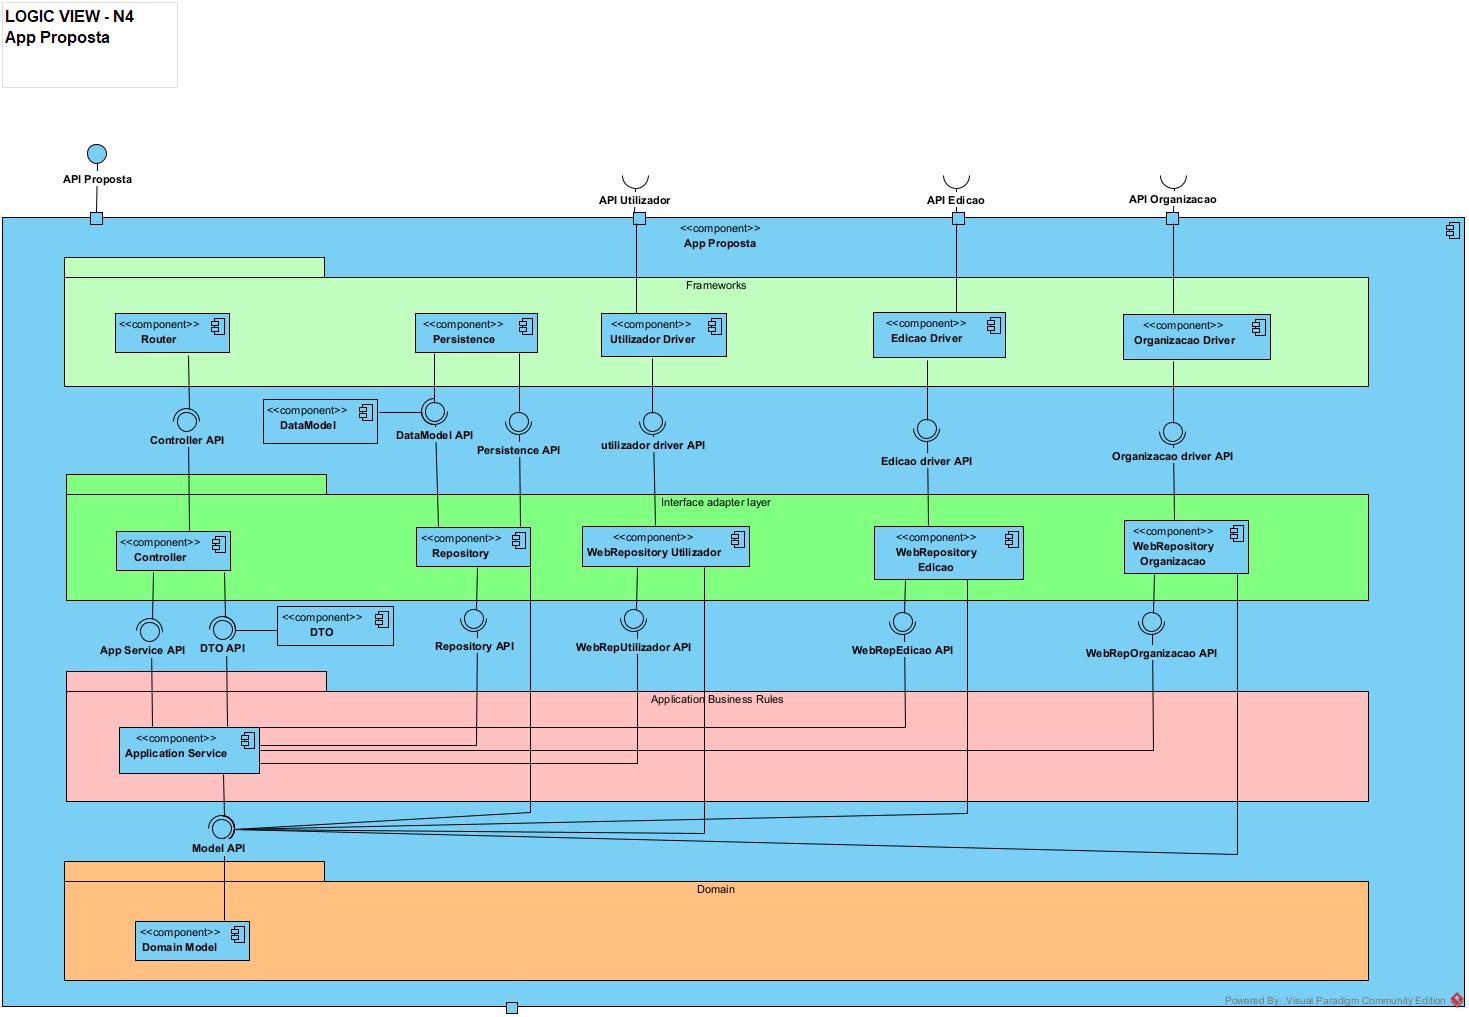 LOGIC VIEW - N4
App Proposta
API Proposta
API Utilizador
API Edicao
API Organizacao
<<component>>
App Proposta
Frameworks
<<component>>
Router
<<component>>
Persistence
<<component>>
Utilizador Driver
<<component>>
Edicao Driver
<<component>>
Organizacao Driver
<<component>>
DataModel
Controller API
DataModel API
Persistence API
utilizador driver API
Edicao driver API
Organizacao driver API
Interface adapter layer
<<component>>
Controller
<<component>>
Repository
<<component>>
WebRepository Utilizador
<<component>>
WebRepository
Edicao
<<component>>
WebRepository
Organizacao
<<component>>
DTO
App Service API
DTO API
Repository API
WebRepUtilizador API
WebRepEdicao API
WebRepOrganizacao API
Application Business Rules
<<component>>
Application Service
Model API
Domain
<<component>>
Domain Model
Powered By: Visual Paradigm Community Edition